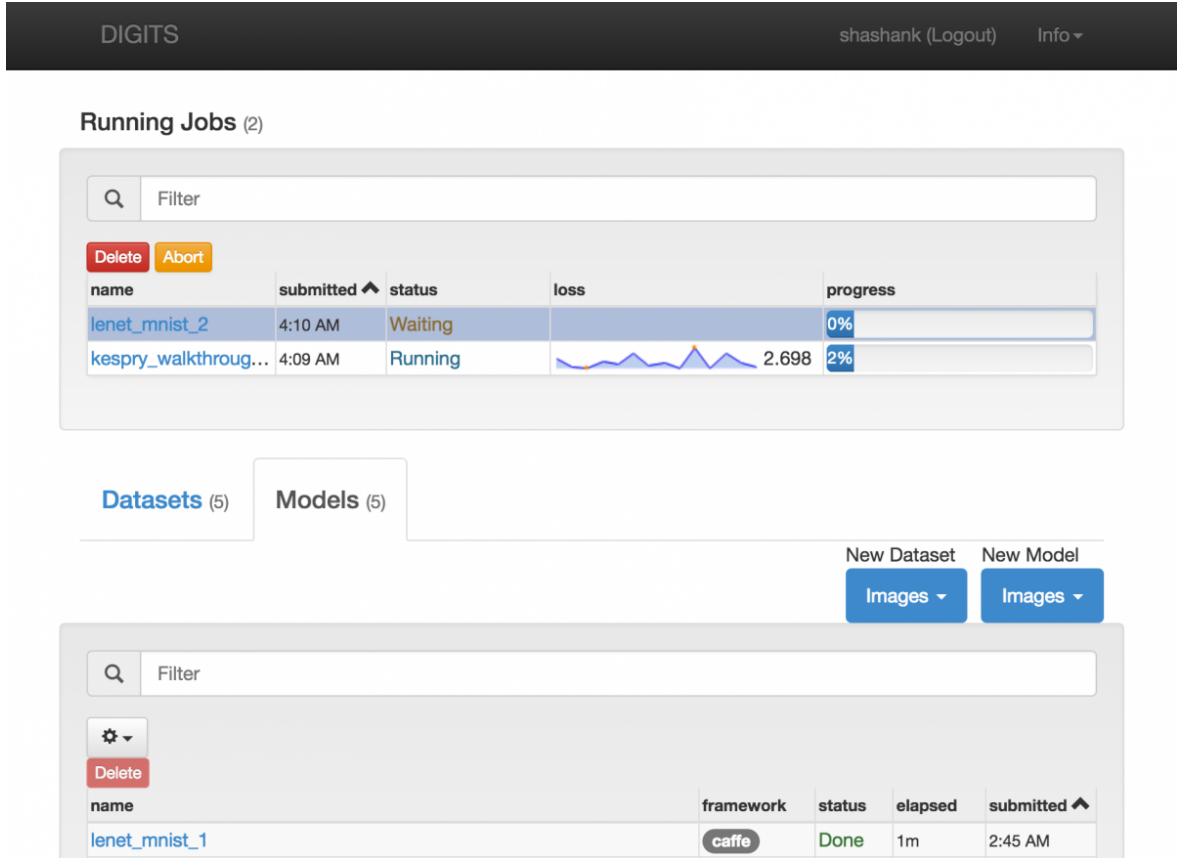 DIGITS shashank (Logout) Info
Running Jobs (2)
Filter
Delete Abort
name submitted status loss progress
lenet_mnist_2 4:10 AM Waiting 0%
kespry_walkthroug... 4:09 AM Running 2.698 2%
Datasets (5) Models (5)
New Dataset New Model
Images Images
Filter
Delete
name framework status elapsed submitted
lenet_mnist_1 caffe Done 1m 2:45 AM